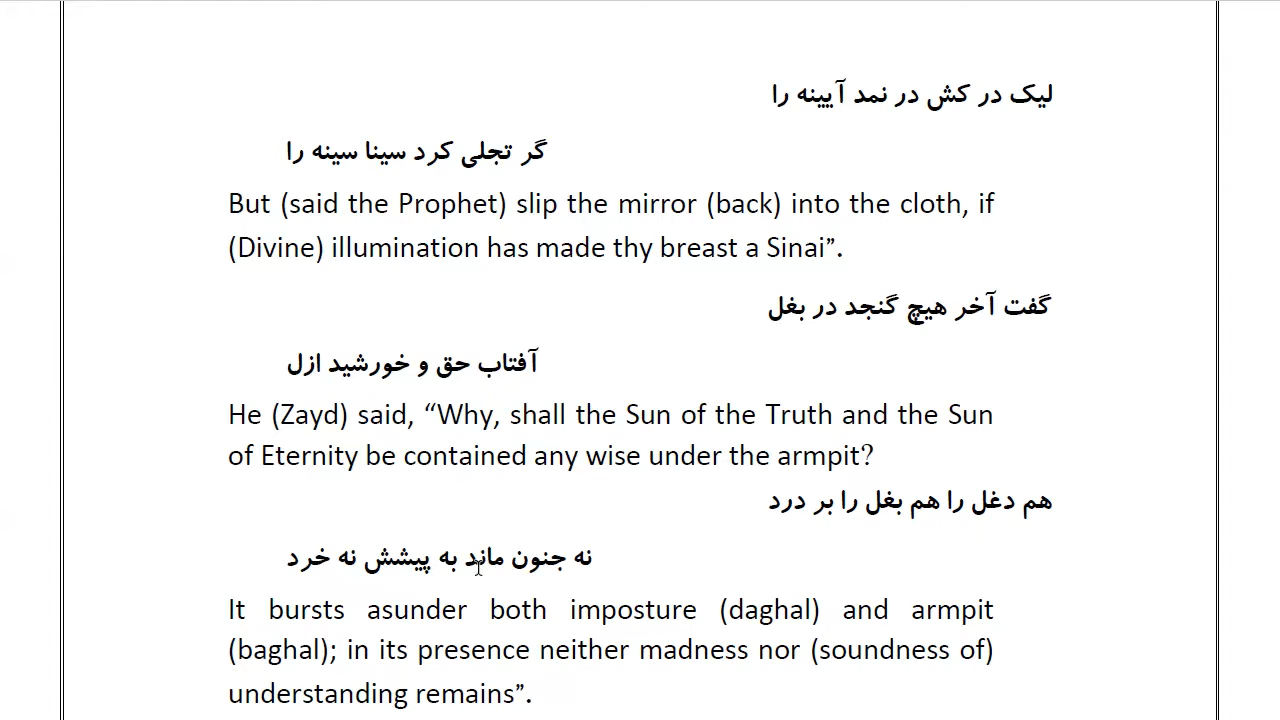 لیک در کش در نمد آیینه را
گر تجلی کرد سینا سینه را
But (said the Prophet) slip the mirror (back) into the cloth, if
(Divine) illumination has made thy breast a Sinai”.
گفت آخر هیچ گنجد در بغل
آفتاب حق و خورشید ازل
He (Zayd) said, “Why, shall the Sun of the Truth and the Sun
of Eternity be contained any wise under the armpit?
هم دغل را هم بغل را بر درد
نه جنون ماند به پیشش نه خرد
It bursts asunder both imposture (daghal) and armpit
(baghal); in its presence neither madness nor (soundness of)
understanding remains”.